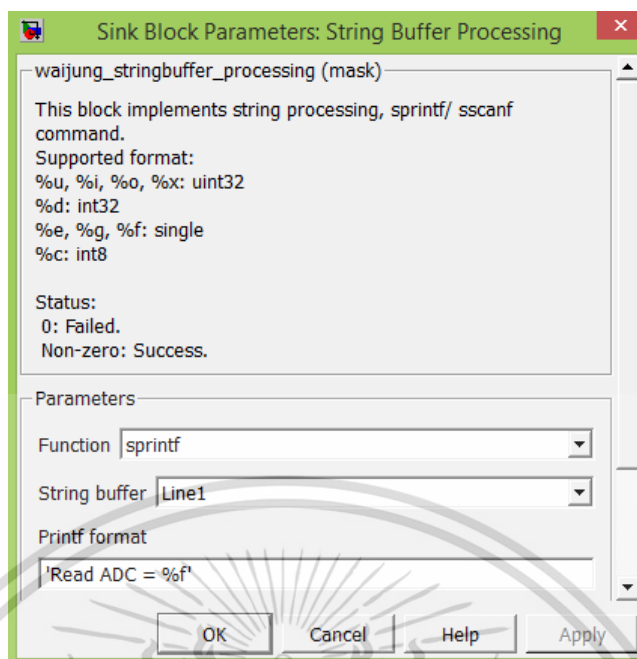 Sink Block Parameters: String Buffer Processing
waijung_stringbuffer_processing (mask)
This block implements string processing, sprintf/ sscanf
command.
Supported format:
%u, %i, %o, %x: uint32
%d: int32
%e, %g, %f: single
%c: int8
Status:
0: Failed.
Non-zero: Success.
Parameters
Function sprintf
String buffer Line1
Printf format
'Read ADC = %f'
OK Cancel Help Apply